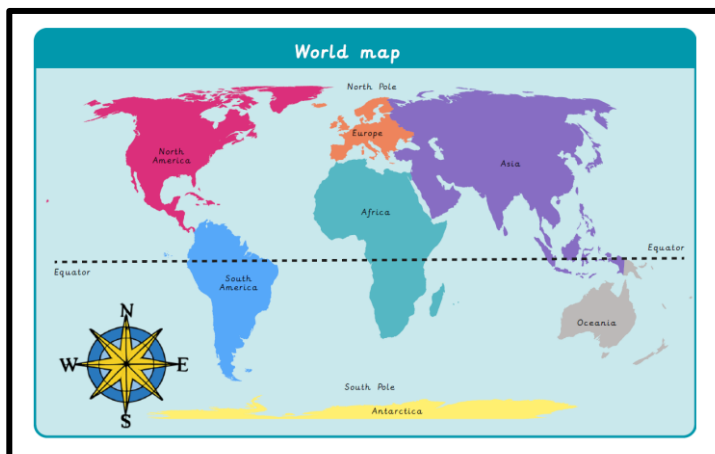 World map
North Pole
Europe
North
America
Asia
Africa
Equator
Equator
South
America
N
W
E
S
Oceania
South Pole
Antarctica